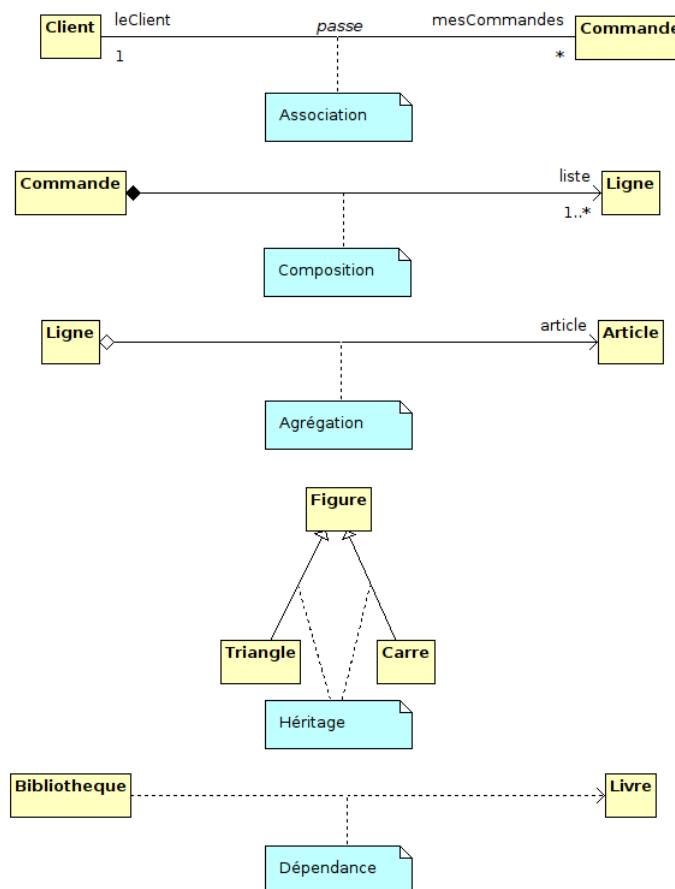 Client leClient passe mesCommandes Commande
1 *
Association
Commande liste Ligne
1..*
Composition
Ligne article Article
Agrégation
Figure
Triangle Carre
Héritage
Bibliotheque Livre
Dépendance